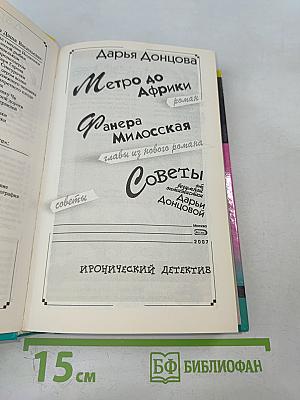 Дарья Донцова
Метро до
Африки
роман
Фанера
Милосская
главы из нового романа
Советы
от
безумной
оптимистки
Дарьи
Донцовой
советы
Москва
2007
ИРОНИЧЕСКИЙ ДЕТЕКТИВ
15 см
БФ БИБЛИОФАН